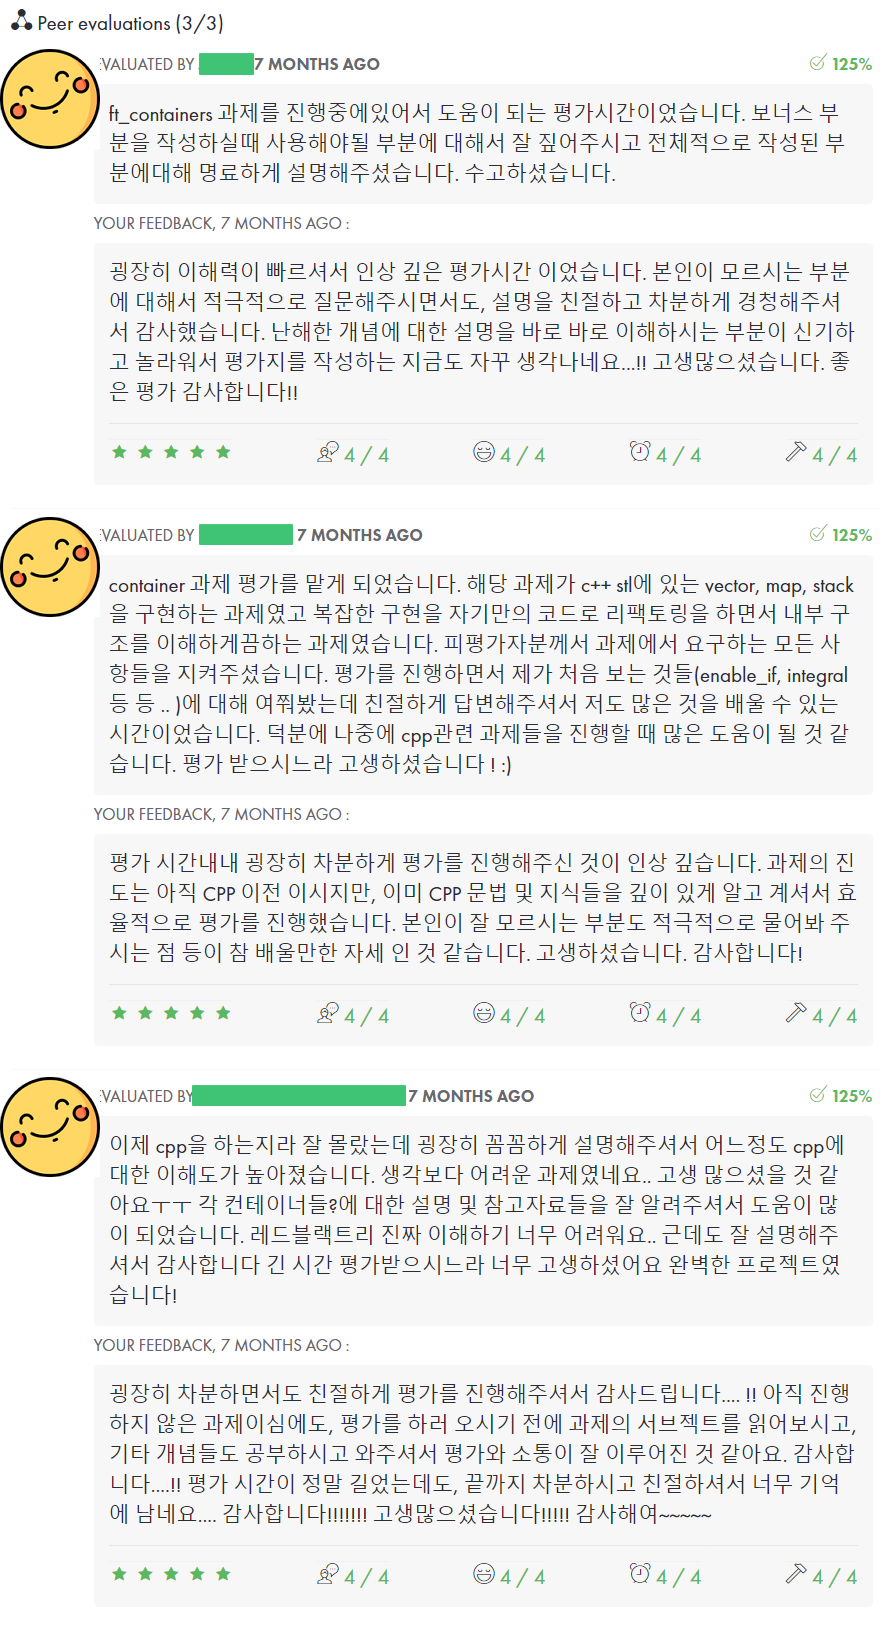 Peer evaluations (3/3)
VALUATED BY 7 MONTHS AGO 125%
ft_containers 과제를 진행중에있어서 도움이 되는 평가시간이었습니다. 보너스 부
분을 작성하실때 사용해야될 부분에 대해서 잘 짚어주시고 전체적으로 작성된 부
분에대해 명료하게 설명해주셨습니다. 수고하셨습니다.
YOUR FEEDBACK, 7 MONTHS AGO :
굉장히 이해력이 빠르셔서 인상 깊은 평가시간 이었습니다. 본인이 모르시는 부분
에 대해서 적극적으로 질문해주시면서도, 설명을 친절하고 차분하게 경청해주셔
서 감사했습니다. 난해한 개념에 대한 설명을 바로 바로 이해하시는 부분이 신기하
고 놀라워서 평가지를 작성하는 지금도 자꾸 생각나네요...!! 고생많으셨습니다. 좋
은 평가 감사합니다!!
4 / 4 4 / 4 4 / 4 4 / 4
VALUATED BY 7 MONTHS AGO 125%
container 과제 평가를 맡게 되었습니다. 해당 과제가 c++ stl에 있는 vector, map, stack
을 구현하는 과제였고 복잡한 구현을 자기만의 코드로 리팩토링을 하면서 내부 구
조를 이해하게끔하는 과제였습니다. 피평가자분께서 과제에서 요구하는 모든 사
항들을 지켜주셨습니다. 평가를 진행하면서 제가 처음 보는 것들(enable_if, integral
등 등 .. )에 대해 여쭤봤는데 친절하게 답변해주셔서 저도 많은 것을 배울 수 있는
시간이었습니다. 덕분에 나중에 cpp관련 과제들을 진행할 때 많은 도움이 될 것 같
습니다. 평가 받으시느라 고생하셨습니다 ! :)
YOUR FEEDBACK, 7 MONTHS AGO :
평가 시간내내 굉장히 차분하게 평가를 진행해주신 것이 인상 깊습니다. 과제의 진
도는 아직 CPP 이전 이시지만, 이미 CPP 문법 및 지식들을 깊이 있게 알고 계셔서 효
율적으로 평가를 진행했습니다. 본인이 잘 모르시는 부분도 적극적으로 물어봐 주
시는 점 등이 참 배울만한 자세 인 것 같습니다. 고생하셨습니다. 감사합니다!
4 / 4 4 / 4 4 / 4 4 / 4
VALUATED BY 7 MONTHS AGO 125%
이제 cpp을 하는지라 잘 몰랐는데 굉장히 꼼꼼하게 설명해주셔서 어느정도 cpp에
대한 이해도가 높아졌습니다. 생각보다 어려운 과제였네요.. 고생 많으셨을 것 같
아요ㅜㅜ 각 컨테이너들?에 대한 설명 및 참고자료들을 잘 알려주셔서 도움이 많
이 되었습니다. 레드블랙트리 진짜 이해하기 너무 어려워요.. 근데도 잘 설명해주
셔서 감사합니다 긴 시간 평가받으시느라 너무 고생하셨어요 완벽한 프로젝트였
습니다!
YOUR FEEDBACK, 7 MONTHS AGO :
굉장히 차분하면서도 친절하게 평가를 진행해주셔서 감사드립니다.... !! 아직 진행
하지 않은 과제이심에도, 평가를 하러 오시기 전에 과제의 서브젝트를 읽어보시고,
기타 개념들도 공부하시고 와주셔서 평가와 소통이 잘 이루어진 것 같아요. 감사합
니다....!! 평가 시간이 정말 길었는데도, 끝까지 차분하시고 친절하셔서 너무 기억
에 남네요.... 감사합니다!!!!!!! 고생많으셨습니다!!!!! 감사해여~~~~~
4 / 4 4 / 4 4 / 4 4 / 4